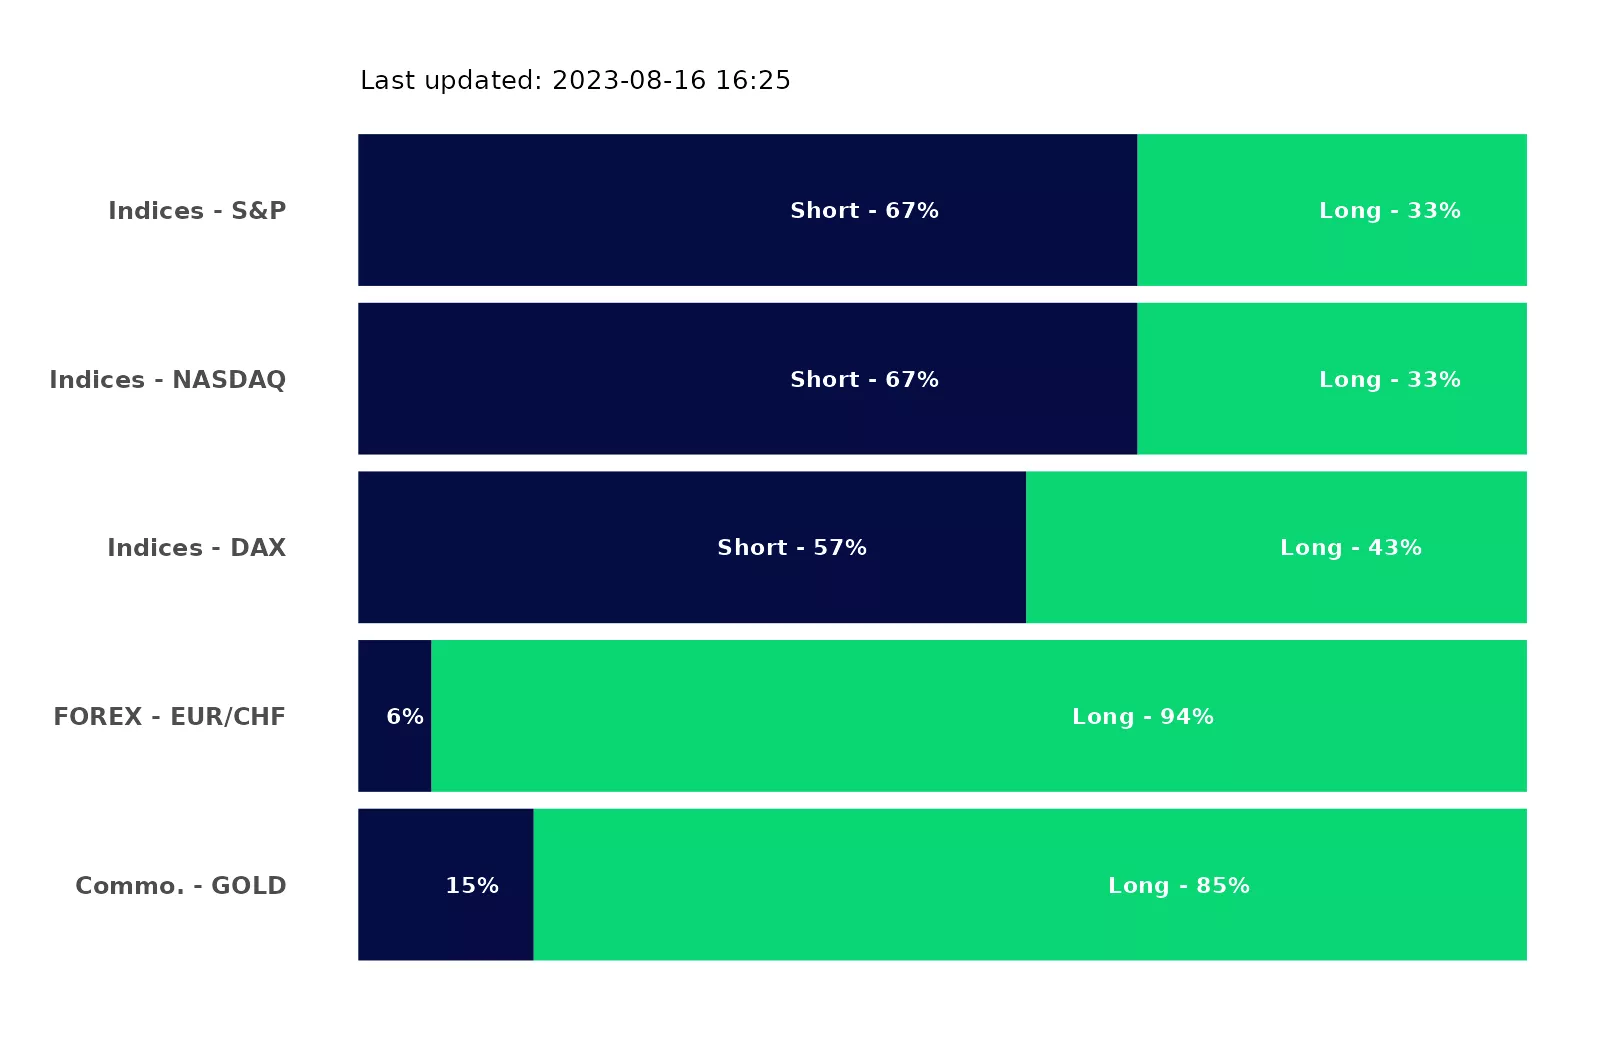 Last updated: 2023-08-16 16:25
Indices - S&P Short - 67% Long - 33%
Indices - NASDAQ Short - 67% Long - 33%
Indices - DAX Short - 57% Long - 43%
FOREX - EUR/CHF 6% Long - 94%
Commo. - GOLD 15% Long - 85%